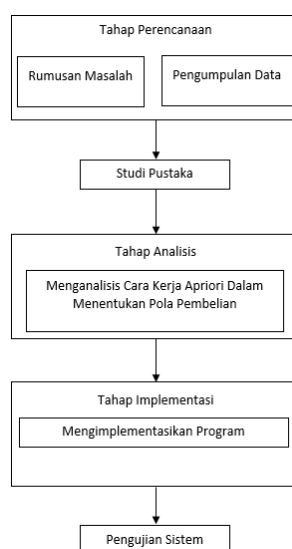 Tahap Perencanaan
Rumusan Masalah
Pengumpulan Data
Studi Pustaka
Tahap Analisis
Menganalisis Cara Kerja Apriori Dalam
Menentukan Pola Pembelian
Tahap Implementasi
Mengimplementasikan Program
Pengujian Sistem